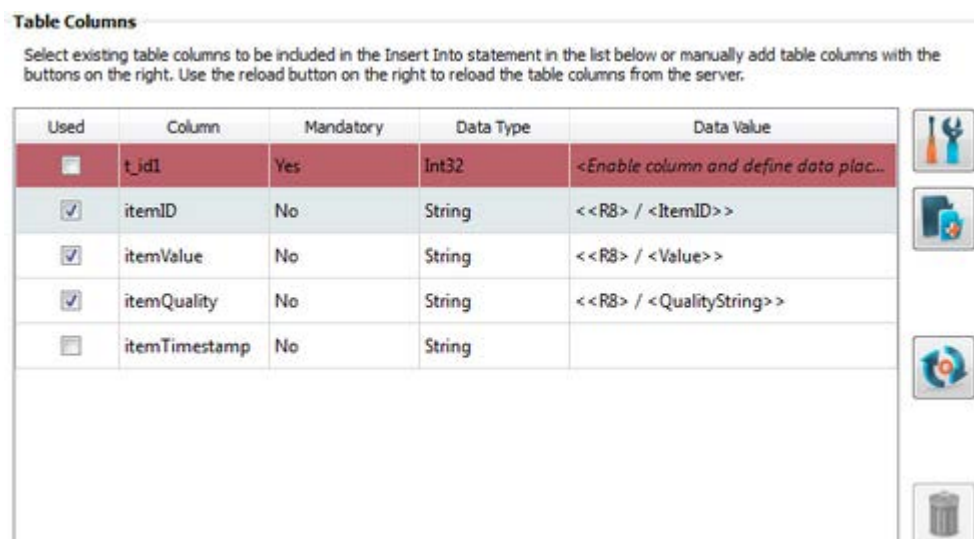 Table Columns
Select existing table columns to be included in the Insert Into statement in the list below or manually add table columns with the
buttons on the right. Use the reload button on the right to reload the table columns from the server.
Used Column Mandatory Data Type Data Value
t_id1 Yes Int32 <Enable column and define data plac...
itemID No String <<R8> / <ItemID>>
itemValue No String <<R8> / <Value>>
itemQuality No String <<R8> / <QualityString>>
itemTimestamp No String